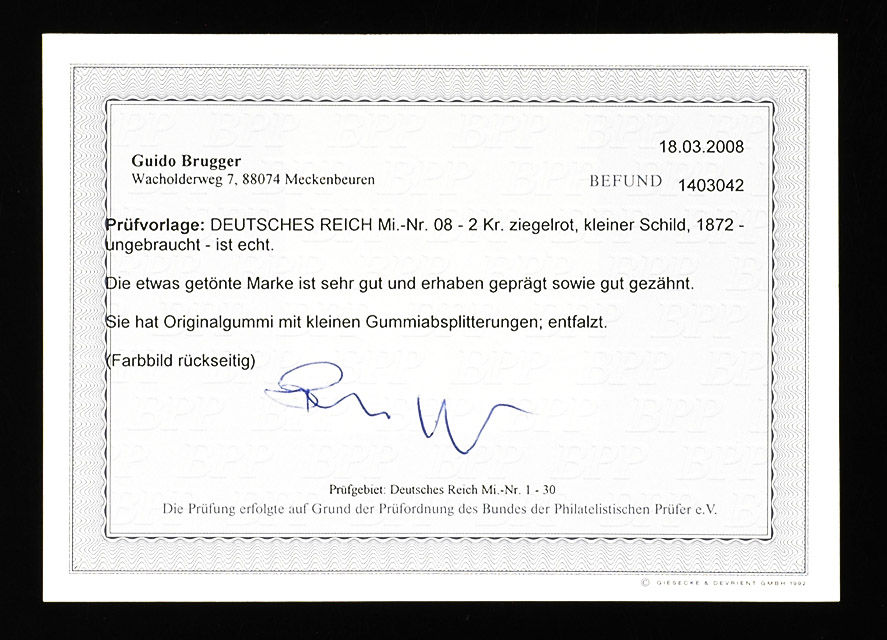 18.03.2008
Guido Brugger
Wacholderweg 7, 88074 Meckenbeuren
BEFUND 1403042
Prüfvorlage: DEUTSCHES REICH Mi.-Nr. 08 - 2 Kr. ziegelrot, kleiner Schild, 1872 -
ungebraucht - ist echt.
Die etwas getönte Marke ist sehr gut und erhaben geprägt sowie gut gezähnt.
Sie hat Originalgummi mit kleinen Gummiabsplitterungen; entfalzt.
(Farbbild rückseitig)
Prüfgebiet: Deutsches Reich Mi.-Nr. 1 - 30
Die Prüfung erfolgte auf Grund der Prüfordnung des Bundes der Philatelistischen Prüfer e.V.
© GIESECKE & DEVRIENT GMBH 1992